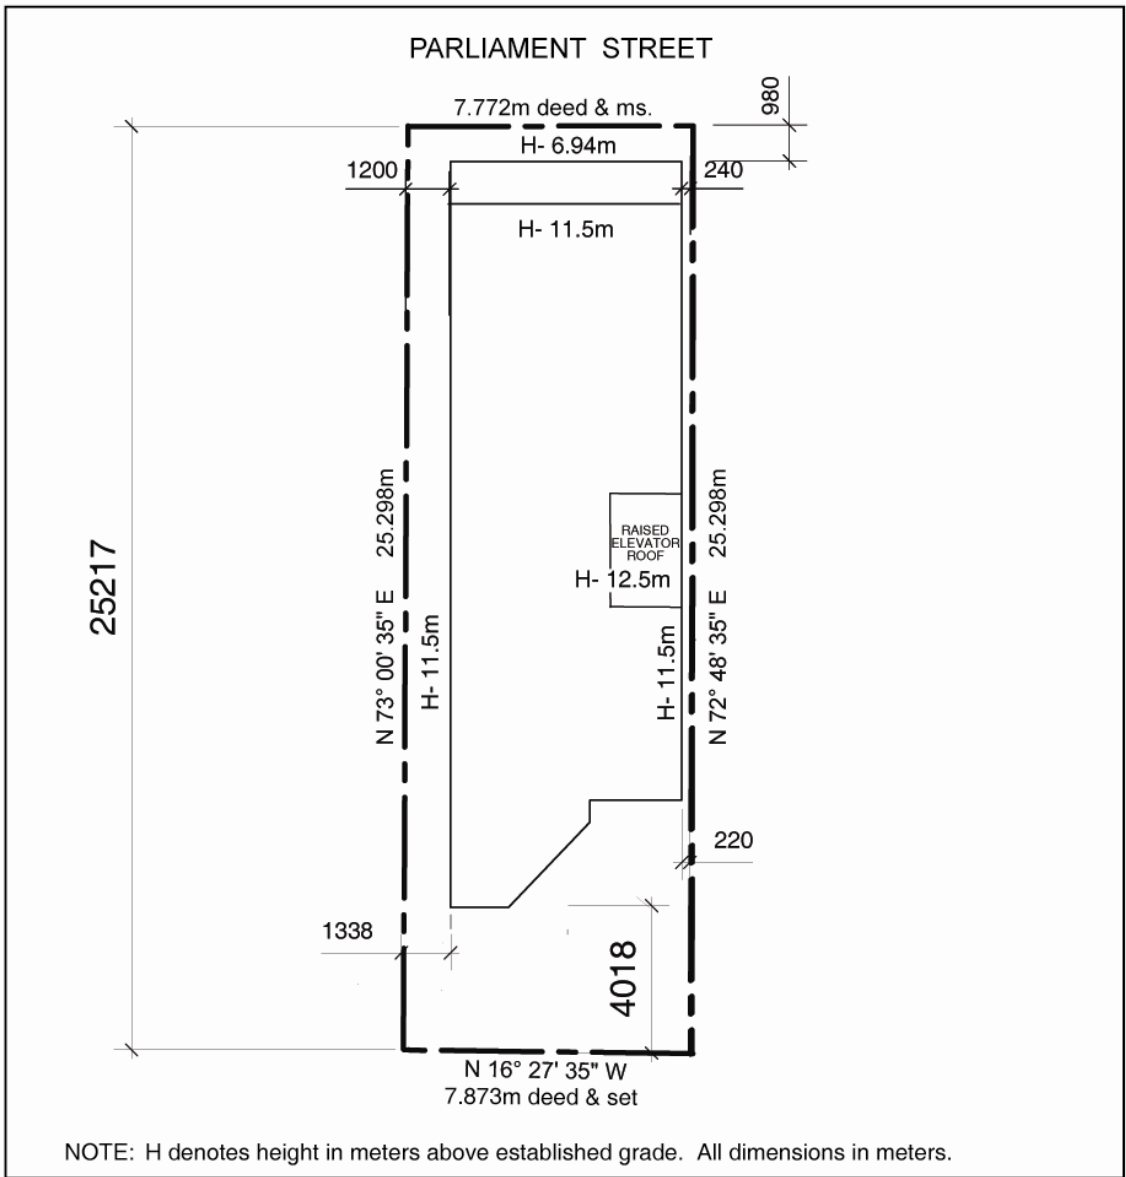 PARLIAMENT STREET
7.772m deed & ms.
980
H- 6.94m
1200
240
H- 11.5m
25217
N 73° 00' 35" E 25.298m
H- 11.5m
RAISED
ELEVATOR
ROOF
H- 12.5m
H- 11.5m
N 72° 48' 35" E 25.298m
220
1338
4018
N 16° 27' 35" W
7.873m deed & set
NOTE: H denotes height in meters above established grade. All dimensions in meters.